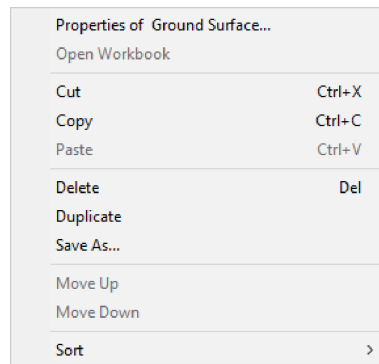 Properties of  Ground Surface...
Open Workbook
Cut Ctrl+X
Copy Ctrl+C
Paste Ctrl+V
Delete Del
Duplicate
Save As...
Move Up
Move Down
Sort >